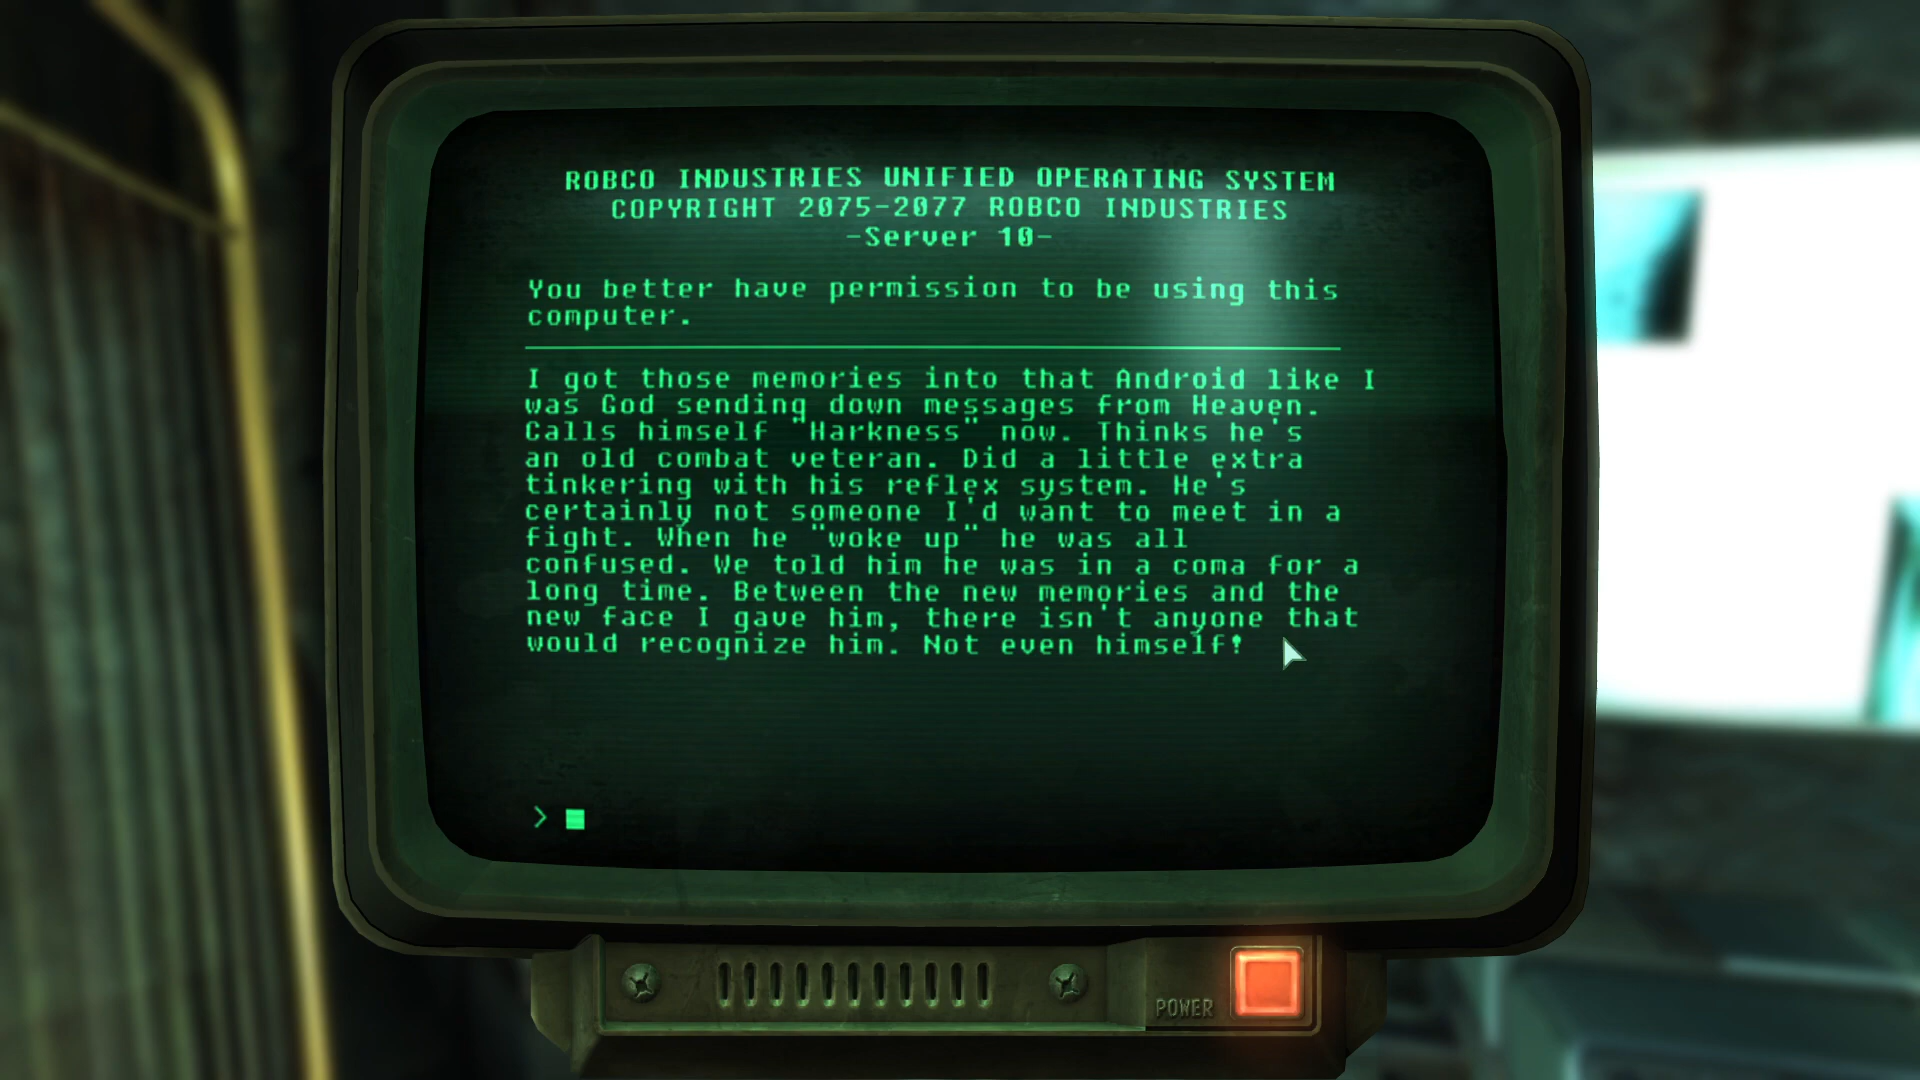 ROBCO INDUSTRIES UNIFIED OPERATING SYSTEM
COPYRIGHT 2075-2077 ROBCO INDUSTRIES
-Server 10-
You better have permission to be using this
computer.
I got those memories into that Android like I
was God sending down messages from Heaven.
Calls himself "Harkness" now. Thinks he's
an old combat veteran. Did a little extra
tinkering with his reflex system. He's
certainly not someone I'd want to meet in a
fight. When he "woke up" he was all
confused. We told him he was in a coma for a
long time. Between the new memories and the
new face I gave him, there isn't anyone that
would recognize him. Not even himself!
>
POWER